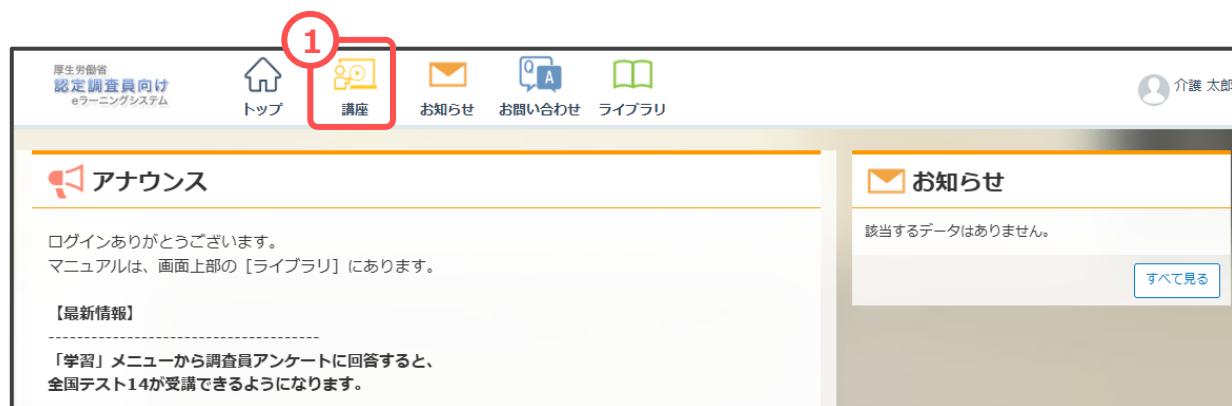 1
厚生労働省
認定調査員向け
eラーニングシステム
トップ
講座
お知らせ
Q A
お問い合わせ
ライブラリ
介護 太郎
アナウンス
ログインありがとうございます。
マニュアルは、画面上部の［ライブラリ］にあります。
【最新情報】
--------------------------------------
「学習」メニューから調査員アンケートに回答すると、
全国テスト14が受講できるようになります。
お知らせ
該当するデータはありません。
すべて見る